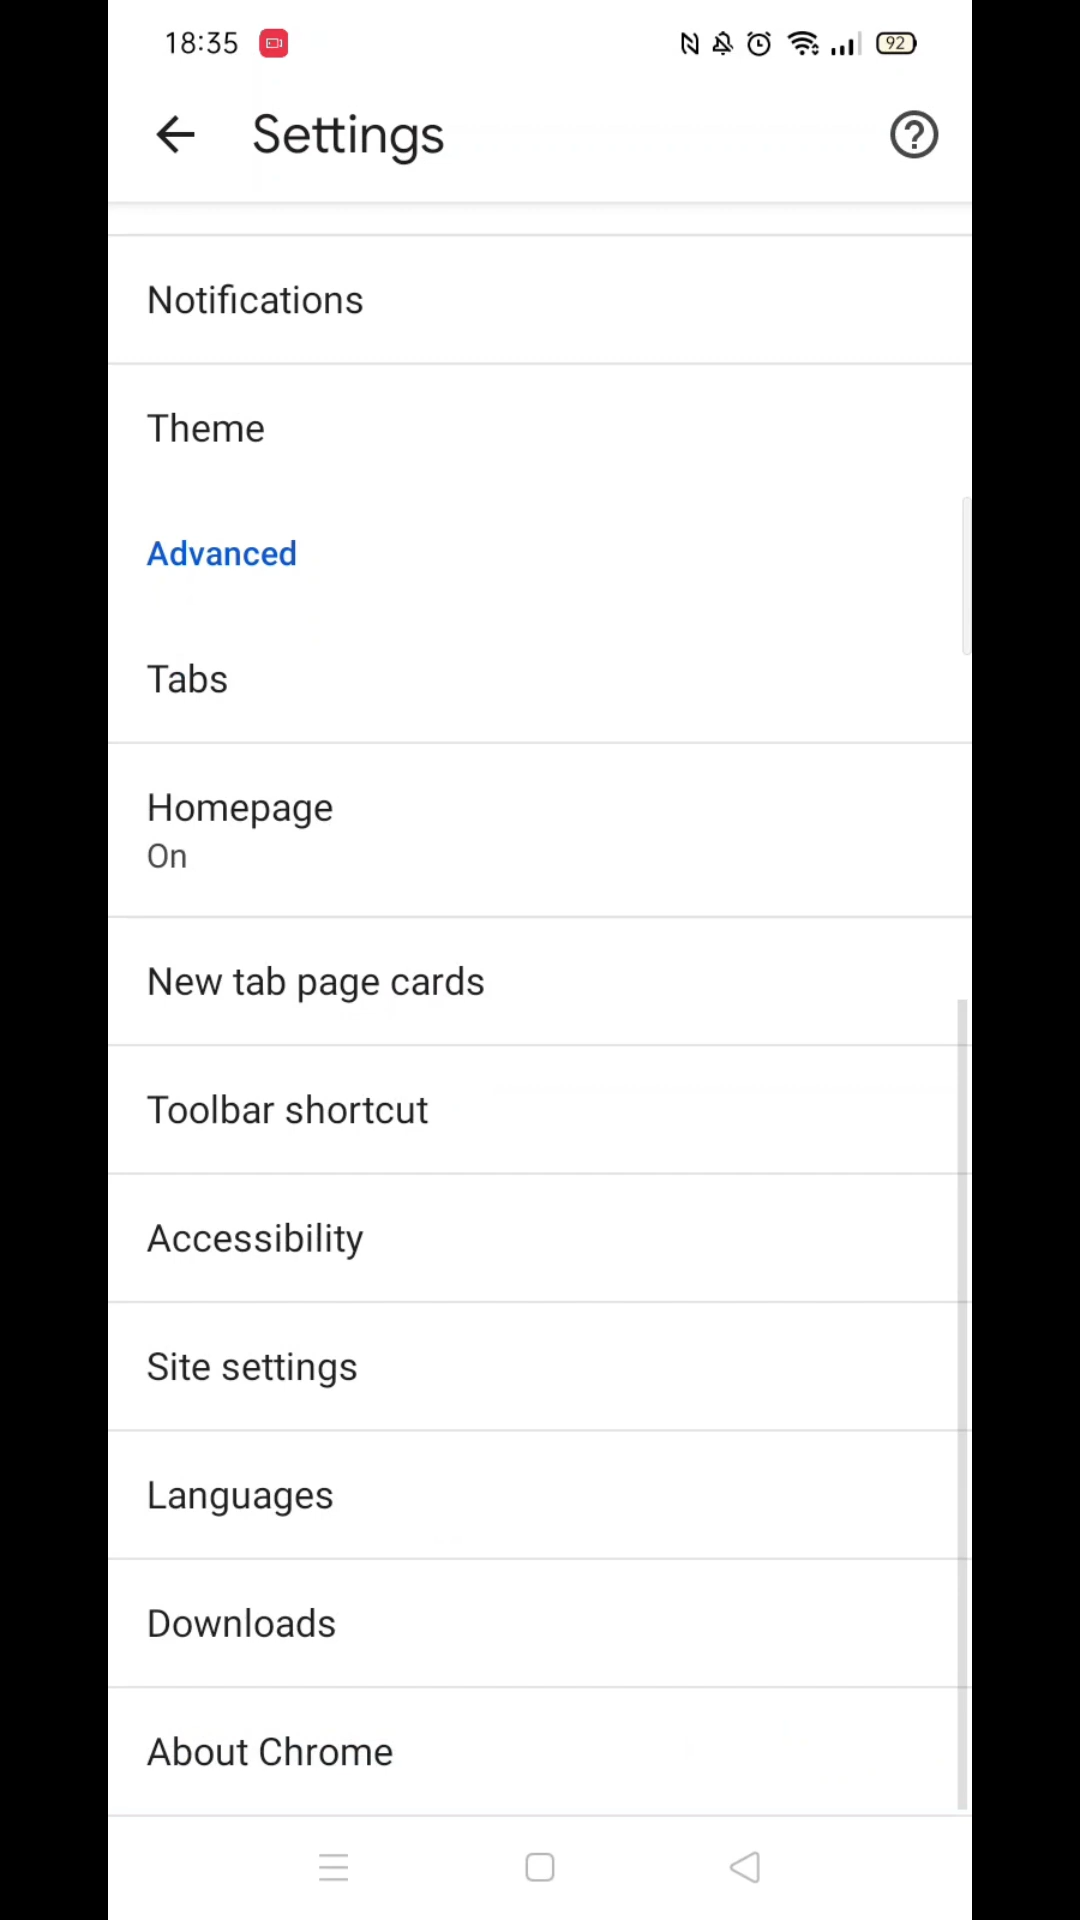 18:35 92
Settings
Notifications
Theme
Advanced
Tabs
Homepage
On
New tab page cards
Toolbar shortcut
Accessibility
Site settings
Languages
Downloads
About Chrome